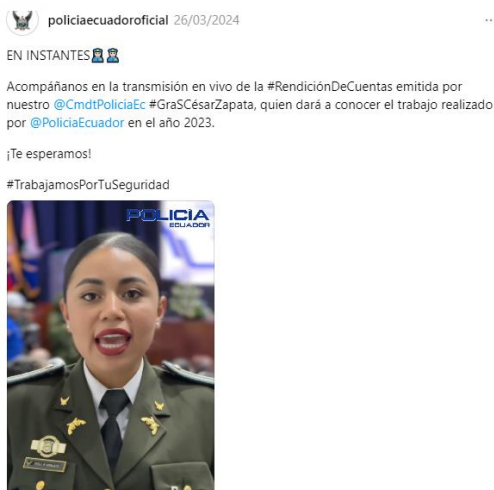 policiaecuadoroficial 26/03/2024
EN INSTANTES
Acompáñanos en la transmisión en vivo de la #RendiciónDeCuentas emitida por
nuestro @CmdtPoliciaEc #GraSCésarZapata, quien dará a conocer el trabajo realizado
por @PoliciaEcuador en el año 2023.
¡Te esperamos!
#TrabajamosPorTuSeguridad
POLICÍA
ECUADOR